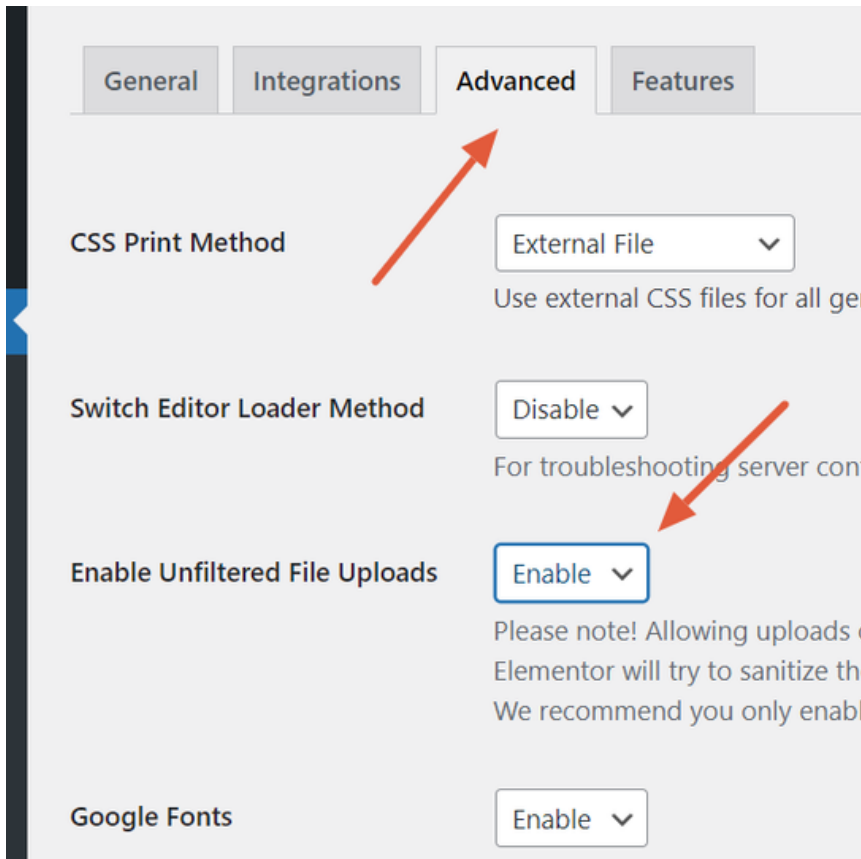 General Integrations Advanced Features
CSS Print Method External File
Use external CSS files for all
Switch Editor Loader Method Disable
For troubleshooting server
Enable Unfiltered File Uploads Enable
Please note! Allowing uploads
Elementor will try to sanitize
We recommend you only
Google Fonts Enable